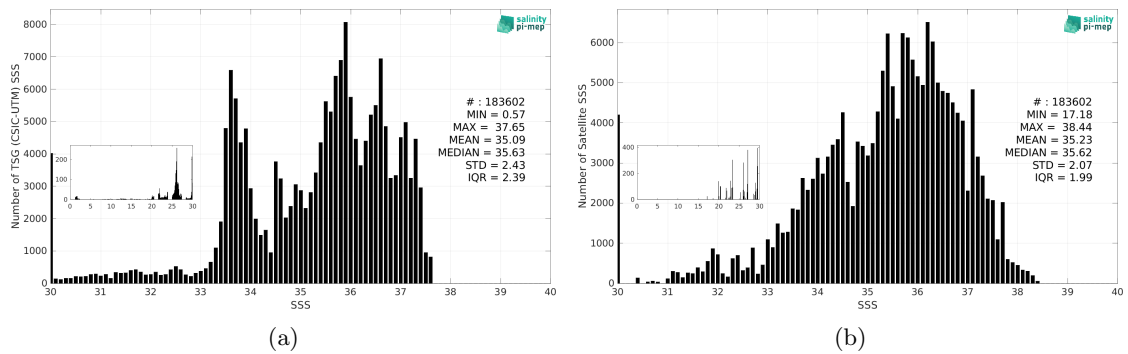 Number of TSG (CSIC-UTM) SSS
8000
7000
6000
5000
4000
3000
2000
1000
0
30 31 32 33 34 35 36 37 38 39 40
SSS
200
100
0
0 5 10 15 20 25 30
salinity
pi-mep
# : 183602
MIN = 0.57
MAX = 37.65
MEAN = 35.09
MEDIAN = 35.63
STD = 2.43
IQR = 2.39
(a)
Number of Satellite SSS
6000
5000
4000
3000
2000
1000
0
30 31 32 33 34 35 36 37 38 39 40
SSS
400
200
0
0 5 10 15 20 25 30
salinity
pi-mep
# : 183602
MIN = 17.18
MAX = 38.44
MEAN = 35.23
MEDIAN = 35.62
STD = 2.07
IQR = 1.99
(b)